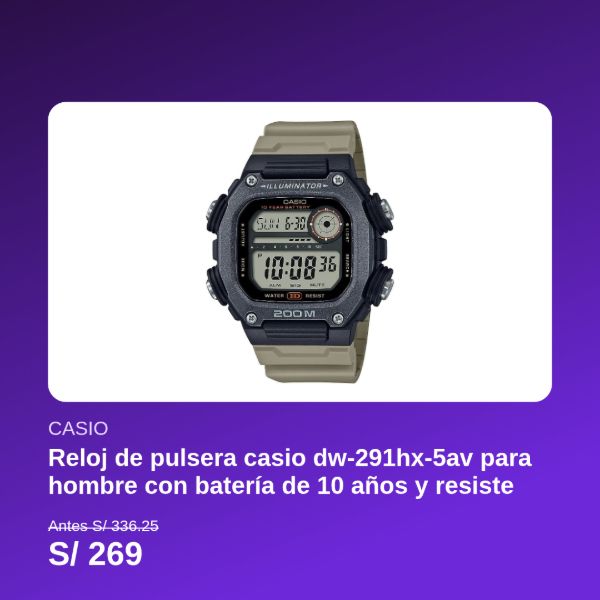 ILLUMINATOR
CASIO
10 YEAR BATTERY
SUN 6-30
P 10:08 36
WATER RESIST
200M
CASIO
Reloj de pulsera casio dw-291hx-5av para
hombre con batería de 10 años y resiste
Antes S/ 336.25
S/ 269